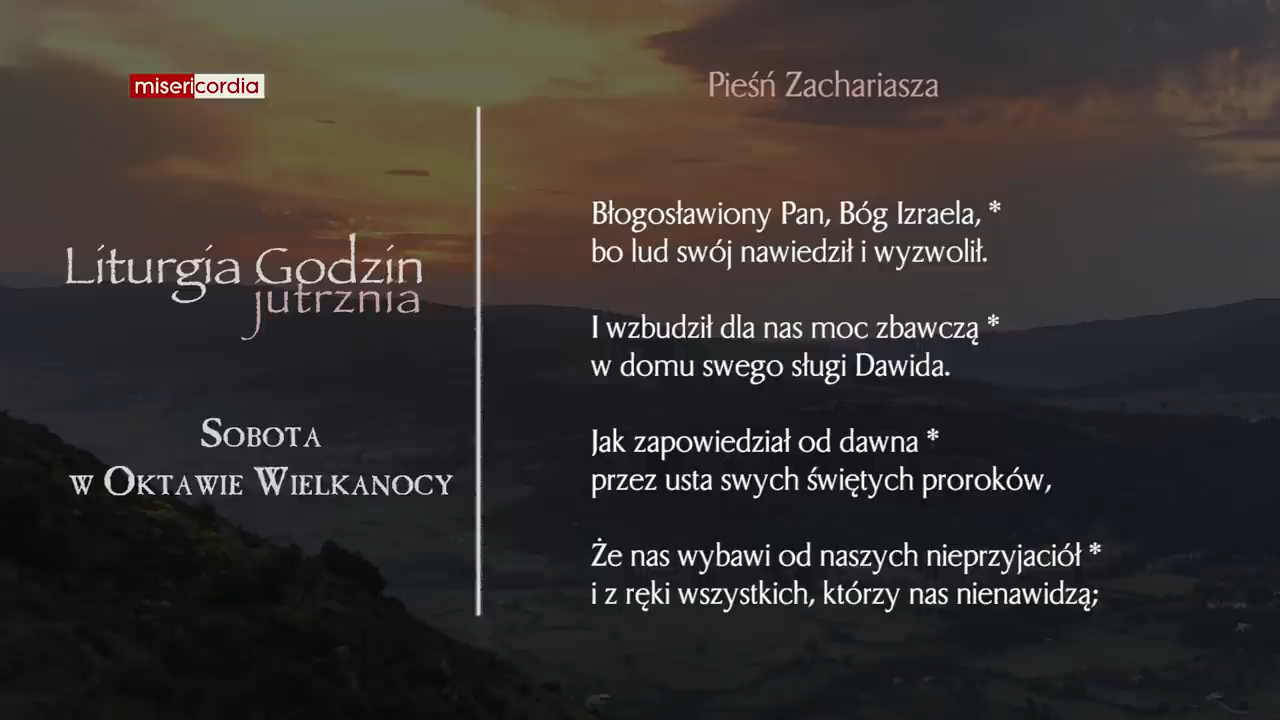 misericordia
Liturgia Godzin
jutrznia
Sobota
w Oktawie Wielkanocy
Pieśń Zachariasza
Błogosławiony Pan, Bóg Izraela, *
bo lud swój nawiedził i wyzwolił.
I wzbudził dla nas moc zbawczą *
w domu swego sługi Dawida.
Jak zapowiedział od dawna *
przez usta swych świętych proroków,
Że nas wybawi od naszych nieprzyjaciół *
i z ręki wszystkich, którzy nas nienawidzą;